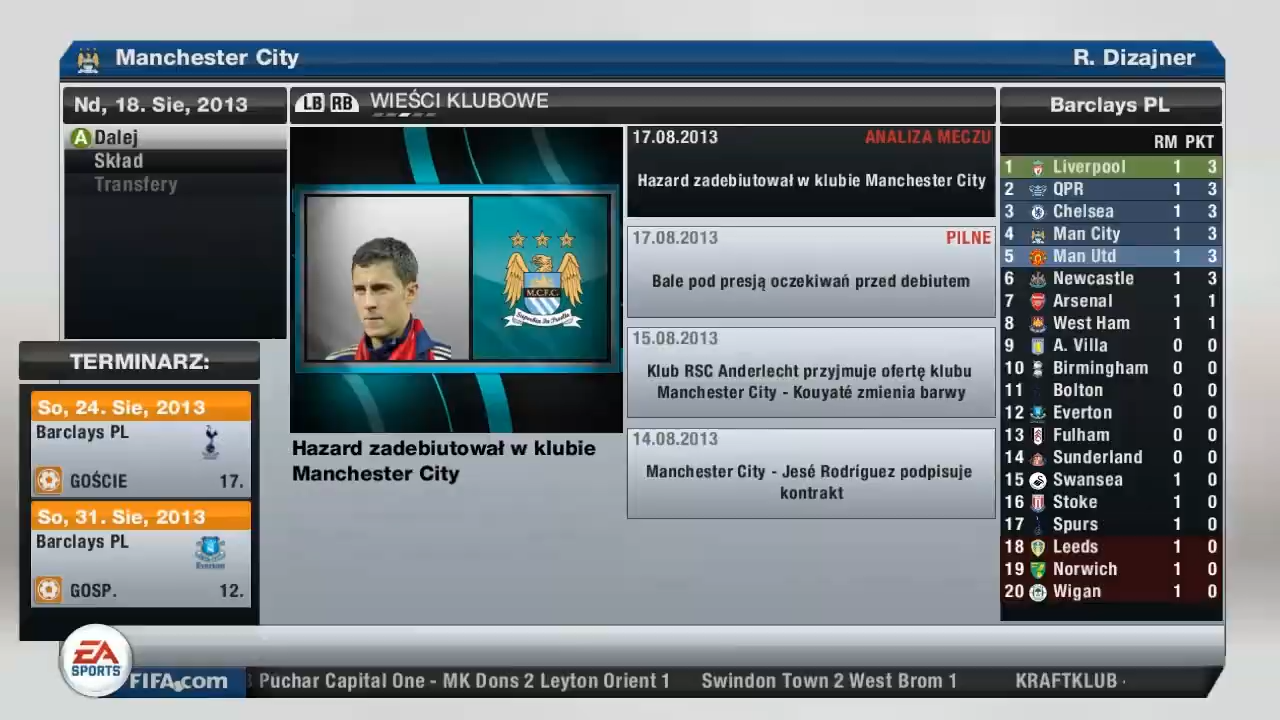 Manchester City
R. Dizajner
Nd, 18. Sie, 2013
A Dalej
Skład
Transfery
TERMINARZ:
So, 24. Sie, 2013
Barclays PL
GOŚCIE 17.
So, 31. Sie, 2013
Barclays PL
Everton
GOSP. 12.
LB RB WIEŚCI KLUBOWE
M.C.F.C.
Hazard zadebiutował w klubie
Manchester City
17.08.2013 ANALIZA MECZU
Hazard zadebiutował w klubie Manchester City
17.08.2013 PILNE
Bale pod presją oczekiwań przed debiutem
15.08.2013
Klub RSC Anderlecht przyjmuje ofertę klubu
Manchester City - Kouyaté zmienia barwy
14.08.2013
Manchester City - Jesé Rodríguez podpisuje
kontrakt
Barclays PL
RM PKT
1 Liverpool 1 3
2 QPR 1 3
3 Chelsea 1 3
4 Man City 1 3
5 Man Utd 1 3
6 Newcastle 1 3
7 Arsenal 1 1
8 West Ham 1 1
9 A. Villa 0 0
10 Birmingham 0 0
11 Bolton 0 0
12 Everton 0 0
13 Fulham 0 0
14 Sunderland 0 0
15 Swansea 1 0
16 Stoke 1 0
17 Spurs 1 0
18 Leeds 1 0
19 Norwich 1 0
20 Wigan 1 0
EA
SPORTS
FIFA.com
Puchar Capital One - MK Dons 2 Leyton Orient 1 Swindon Town 2 West Brom 1 KRAFTKLUB